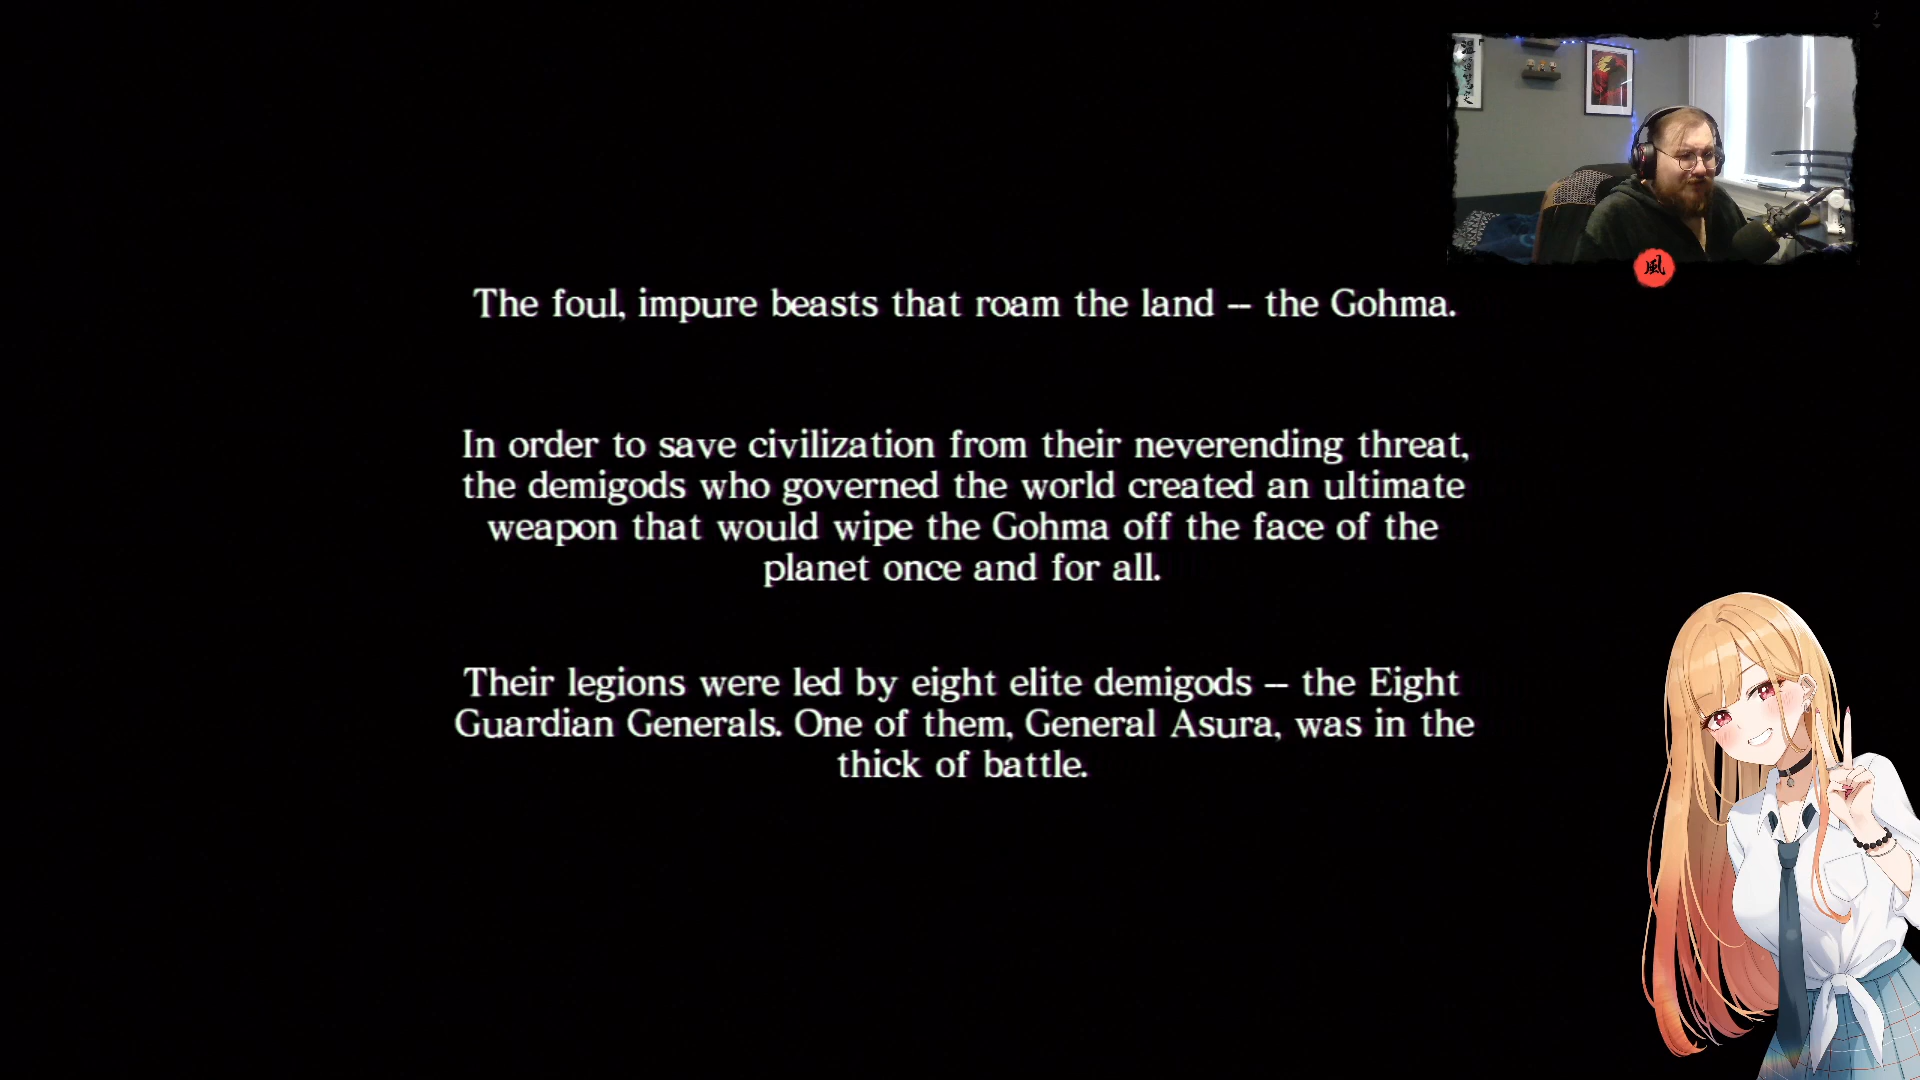 The foul, impure beasts that roam the land -- the Gohma.
In order to save civilization from their neverending threat,
the demigods who governed the world created an ultimate
weapon that would wipe the Gohma off the face of the
planet once and for all.
Their legions were led by eight elite demigods -- the Eight
Guardian Generals. One of them, General Asura, was in the
thick of battle.
風